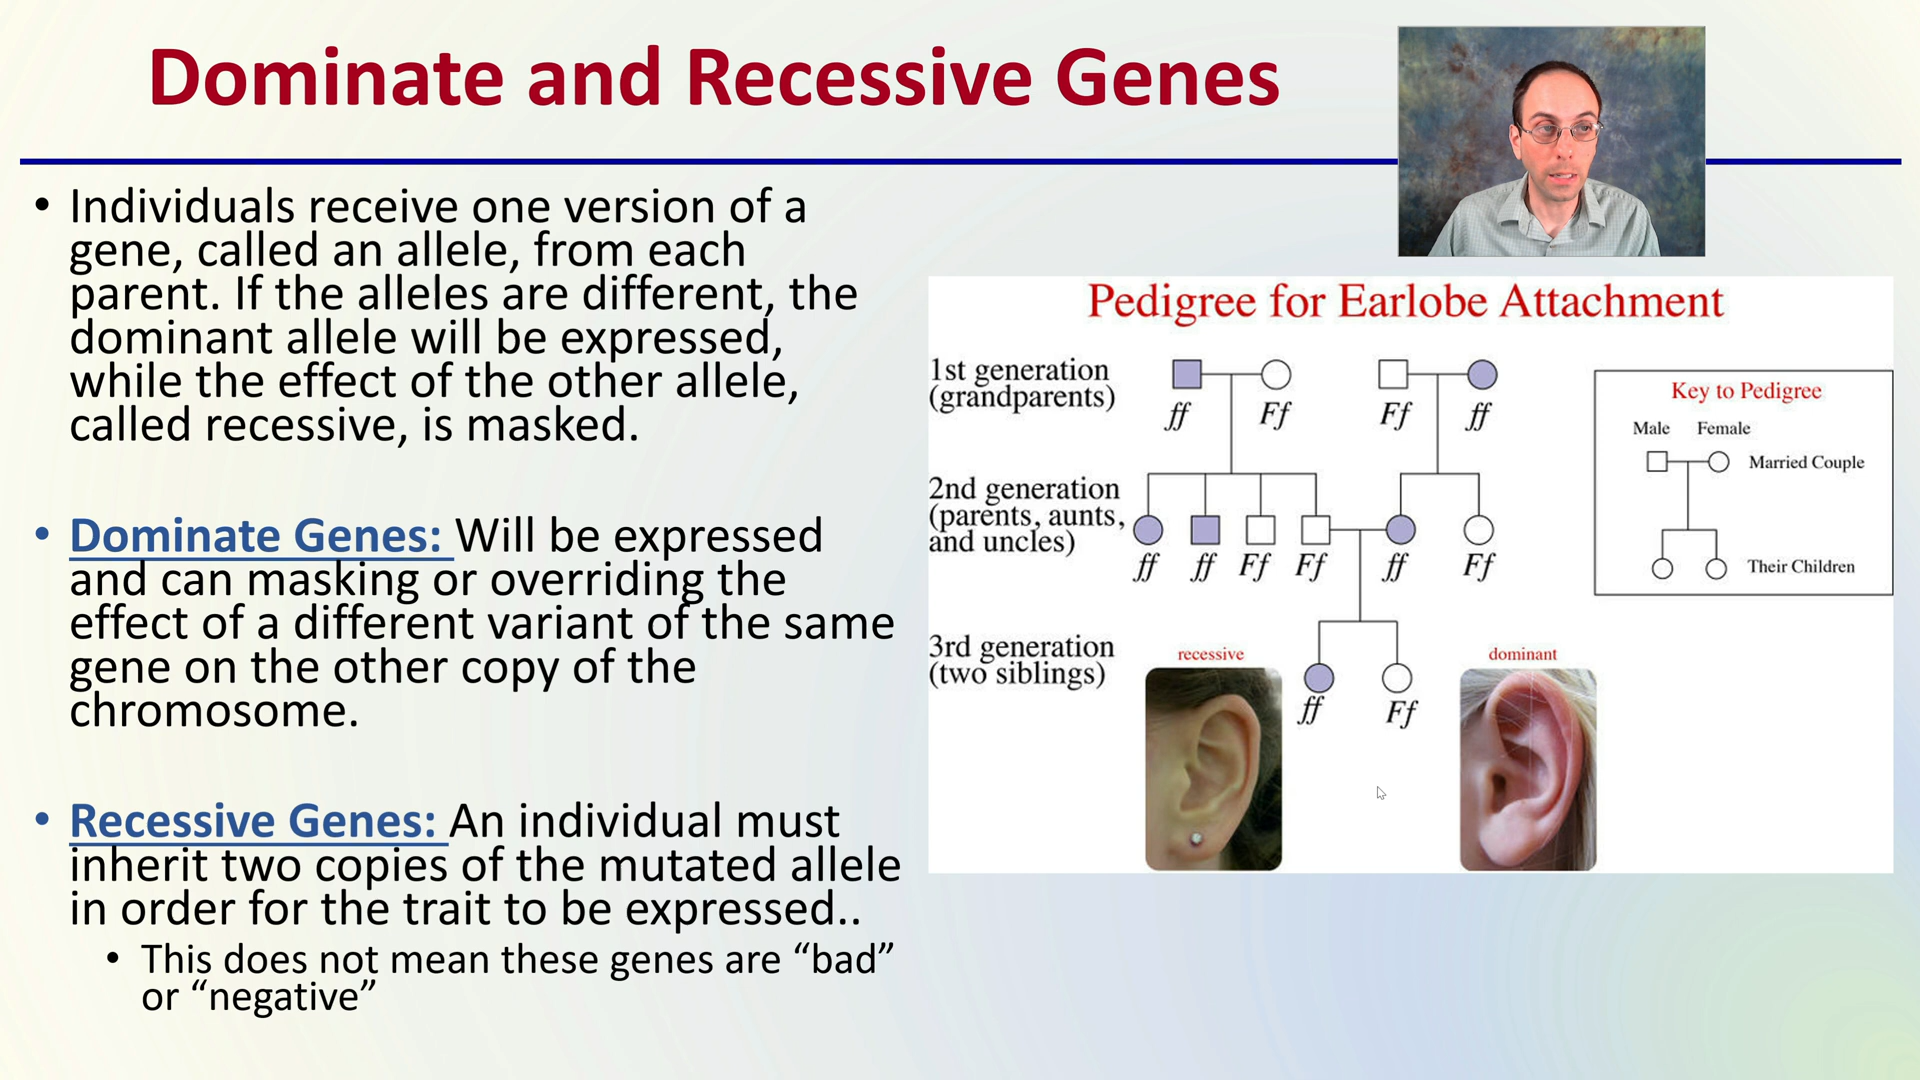 Dominate and Recessive Genes
• Individuals receive one version of a
gene, called an allele, from each
parent. If the alleles are different, the
dominant allele will be expressed,
while the effect of the other allele,
called recessive, is masked.
• Dominate Genes: Will be expressed
and can masking or overriding the
effect of a different variant of the same
gene on the other copy of the
chromosome.
• Recessive Genes: An individual must
inherit two copies of the mutated allele
in order for the trait to be expressed..
• This does not mean these genes are “bad”
or “negative”
Pedigree for Earlobe Attachment
1st generation
(grandparents)
ff Ff Ff ff
2nd generation
(parents, aunts,
and uncles)
ff ff Ff Ff ff Ff
3rd generation
(two siblings)
recessive
dominant
ff Ff
Key to Pedigree
Male Female
Married Couple
Their Children